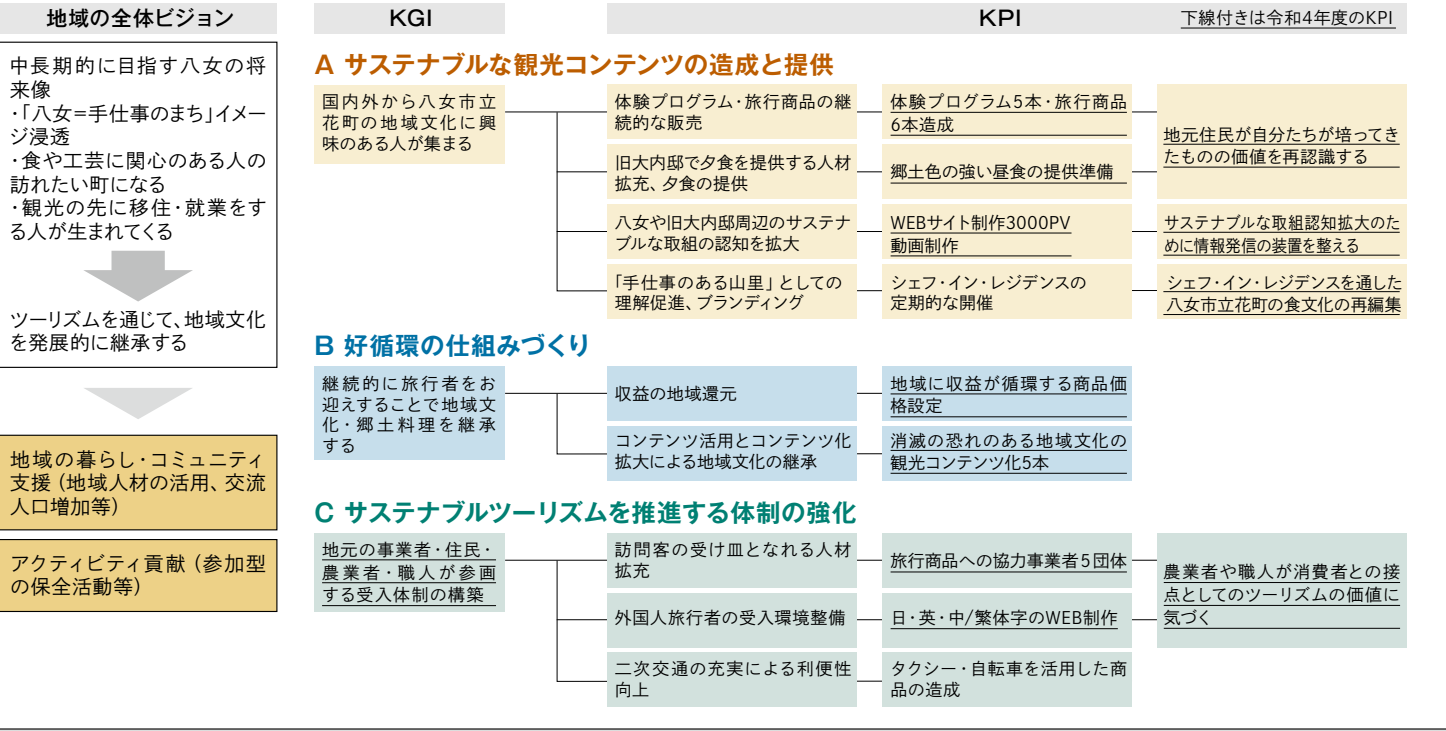 地域の全体ビジョン
KGI
KPI
下線付きは令和4年度のKPI
中長期的に目指す八女の将
来像
・「八女=手仕事のまち」イメー
ジ浸透
・食や工芸に関心のある人の
訪れたい町になる
・観光の先に移住・就業をす
る人が生まれてくる
ツーリズムを通じて、地域文化
を発展的に継承する
地域の暮らし・コミュニティ
支援（地域人材の活用、交流
人口増加等）
アクティビティ貢献（参加型
の保全活動等）
A サステナブルな観光コンテンツの造成と提供
国内外から八女市立
花町の地域文化に興
味のある人が集まる
体験プログラム・旅行商品の継
続的な販売
体験プログラム5本・旅行商品
6本造成
地元住民が自分たちが培ってき
たものの価値を再認識する
旧大内邸で夕食を提供する人材
拡充、夕食の提供
郷土色の強い昼食の提供準備
八女や旧大内邸周辺のサステナ
ブルな取組の認知を拡大
WEBサイト制作3000PV
動画制作
サステナブルな取組認知拡大のた
めに情報発信の装置を整える
「手仕事のある山里」としての
理解促進、ブランディング
シェフ・イン・レジデンスの
定期的な開催
シェフ・イン・レジデンスを通した
八女市立花町の食文化の再編集
B 好循環の仕組みづくり
継続的に旅行者をお
迎えすることで地域文
化・郷土料理を継承
する
収益の地域還元
地域に収益が循環する商品価
格設定
コンテンツ活用とコンテンツ化
拡大による地域文化の継承
消滅の恐れのある地域文化の
観光コンテンツ化5本
C サステナブルツーリズムを推進する体制の強化
地元の事業者・住民・
農業者・職人が参画
する受入体制の構築
訪問客の受け皿となれる人材
拡充
旅行商品への協力事業者5団体
農業者や職人が消費者との接
点としてのツーリズムの価値に
気づく
外国人旅行者の受入環境整備
日・英・中/繁体字のWEB制作
二次交通の充実による利便性
向上
タクシー・自転車を活用した商
品の造成